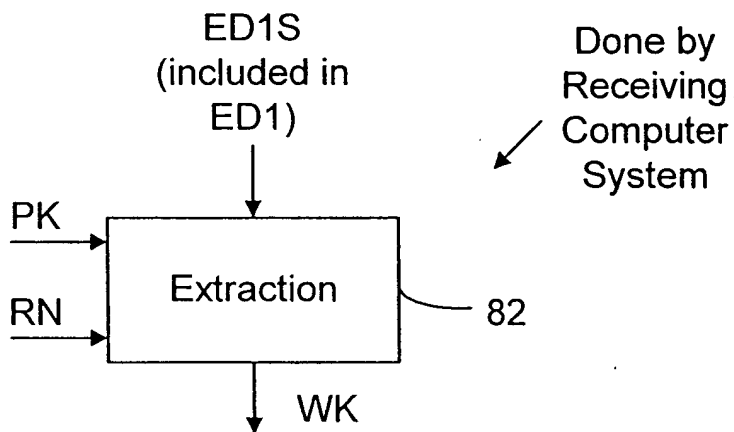 ED1S
(included in
ED1)
Done by
Receiving
Computer
System
PK
RN
Extraction
82
WK